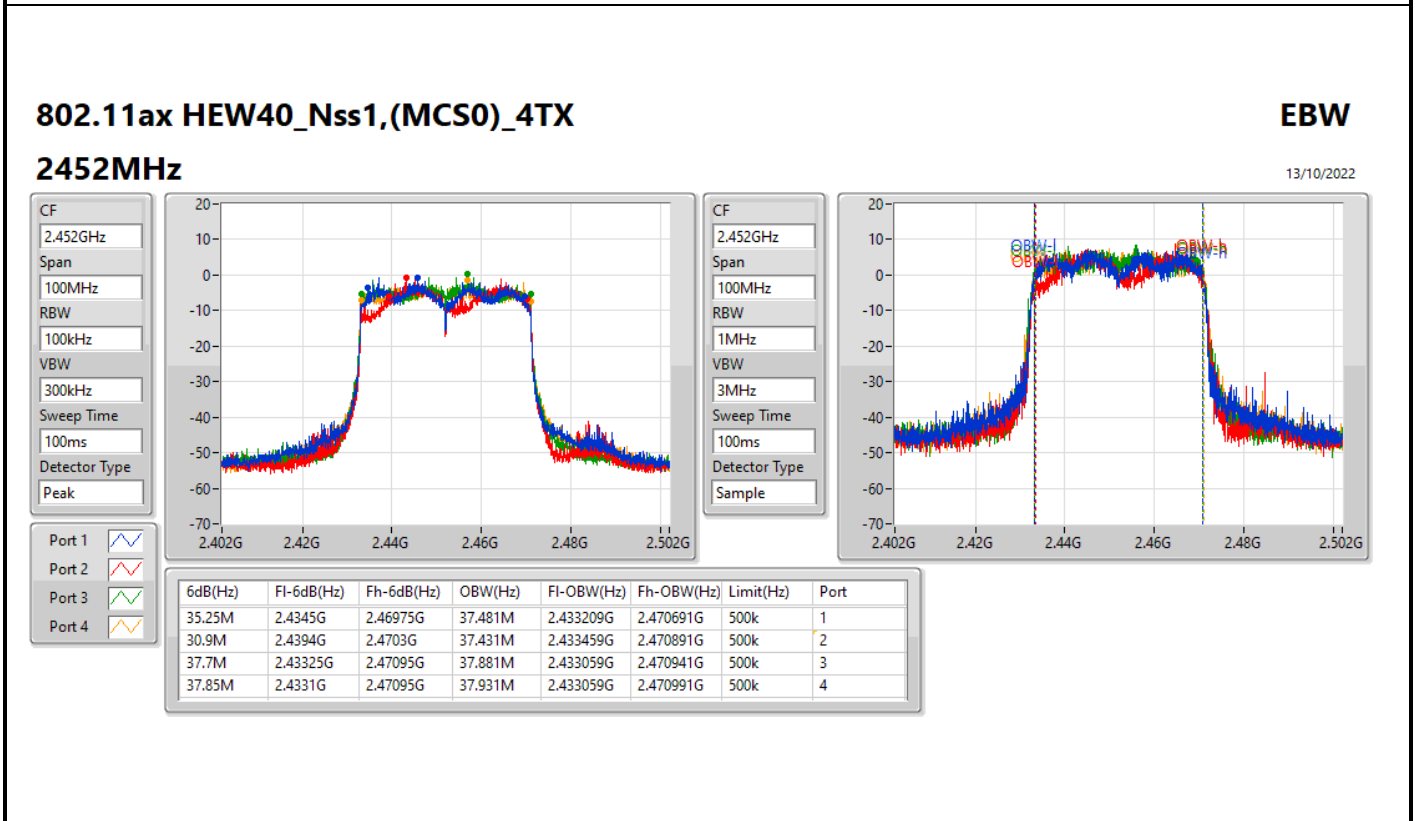 802.11ax HEW40_Nss1,(MCS0)_4TX
EBW
2452MHz
13/10/2022
CF
2.452GHz
Span
100MHz
RBW
100kHz
VBW
300kHz
Sweep Time
100ms
Detector Type
Peak
20
10
0
-10
-20
-30
-40
-50
-60
-70
2.402G 2.42G 2.44G 2.46G 2.48G 2.502G
CF
2.452GHz
Span
100MHz
RBW
1MHz
VBW
3MHz
Sweep Time
100ms
Detector Type
Sample
20
10
0
-10
-20
-30
-40
-50
-60
-70
OBW-l
OBW-h
2.402G 2.42G 2.44G 2.46G 2.48G 2.502G
Port 1
Port 2
Port 3
Port 4
6dB(Hz) Fl-6dB(Hz) Fh-6dB(Hz) OBW(Hz) Fl-OBW(Hz) Fh-OBW(Hz) Limit(Hz) Port
35.25M 2.4345G 2.46975G 37.481M 2.433209G 2.470691G 500k 1
30.9M 2.4394G 2.4703G 37.431M 2.433459G 2.470891G 500k 2
37.7M 2.43325G 2.47095G 37.881M 2.433059G 2.470941G 500k 3
37.85M 2.4331G 2.47095G 37.931M 2.433059G 2.470991G 500k 4